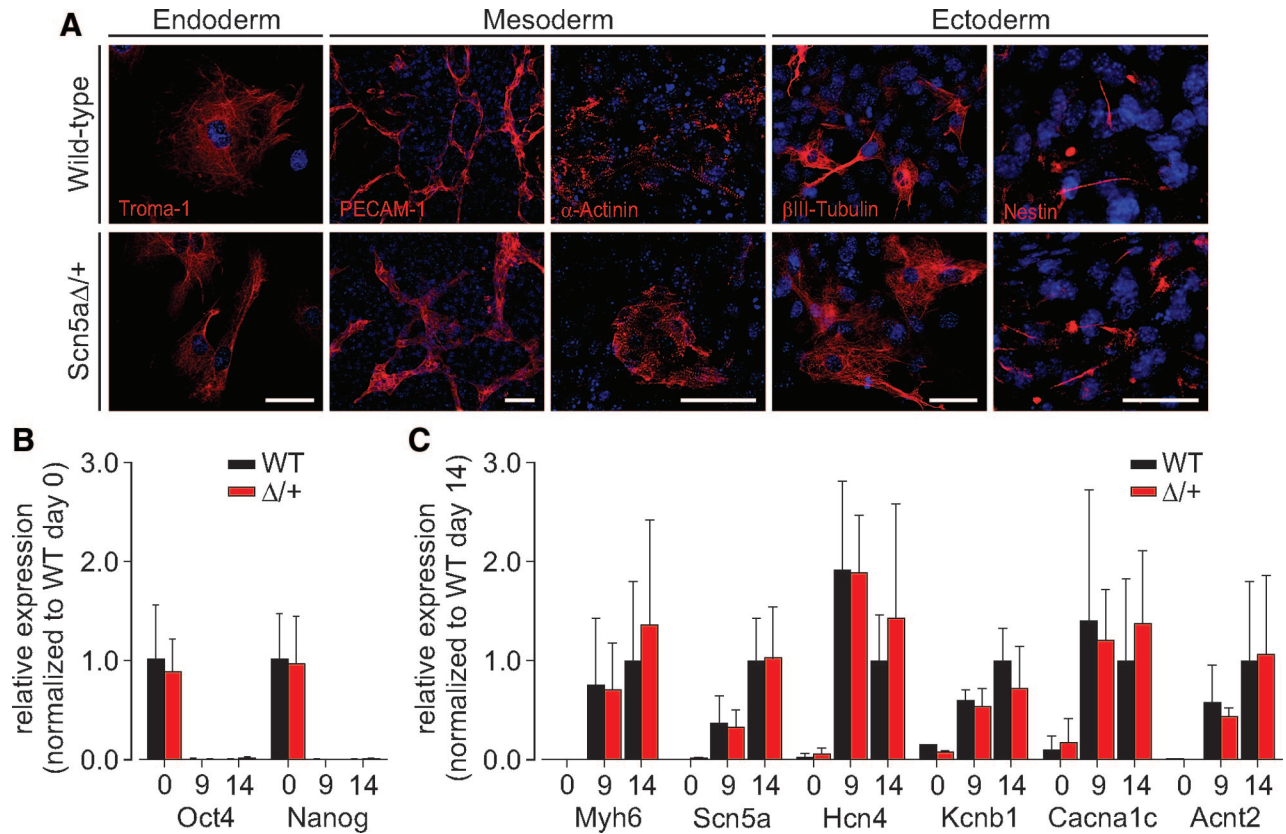 A
Endoderm
Mesoderm
Ectoderm
Wild-type
Troma-1
PECAM-1
α-Actinin
βIII-Tubulin
Nestin
Scn5aΔ/+
B
relative expression
(normalized to WT day 0)
3.0
2.0
1.0
0.0
WT
Δ/+
0 9 14 0 9 14
Oct4 Nanog
C
relative expression
(normalized to WT day 14)
3.0
2.0
1.0
0.0
WT
Δ/+
0 9 14 0 9 14 0 9 14 0 9 14 0 9 14 0 9 14
Myh6 Scn5a Hcn4 Kcnb1 Cacna1c Acnt2